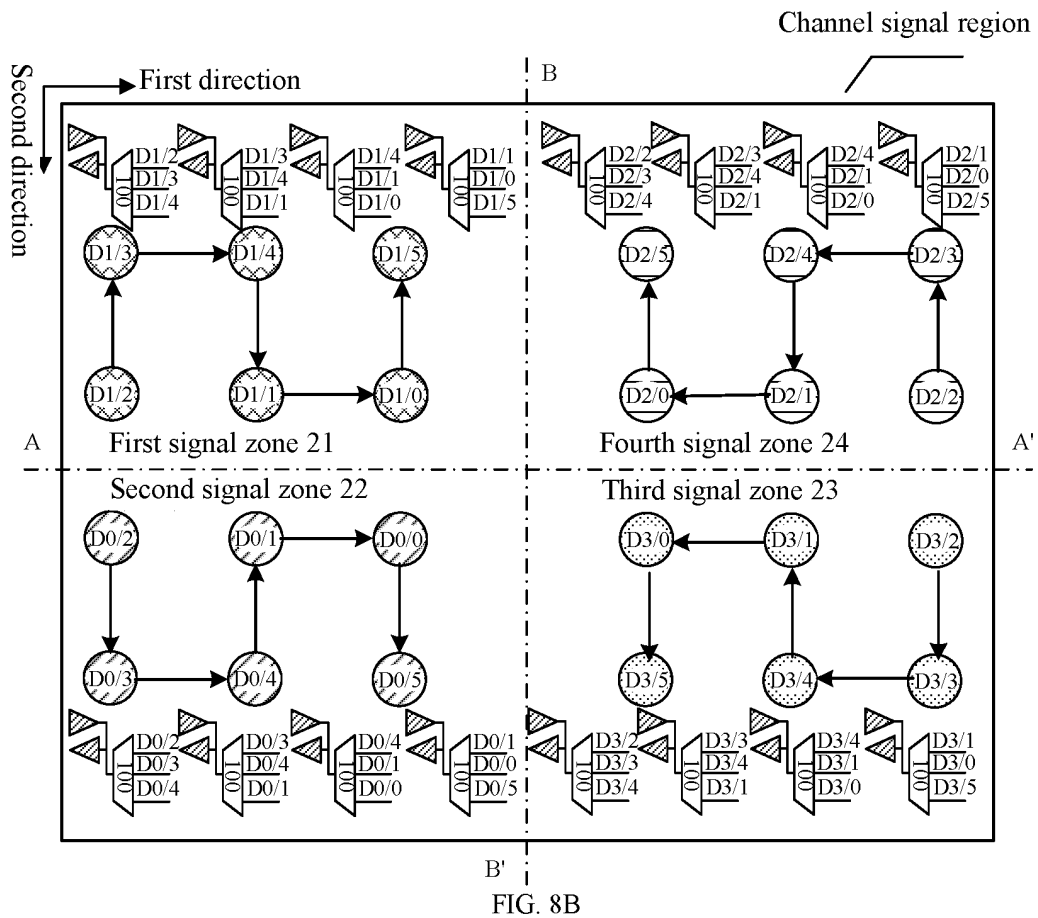 Channel signal region
First direction
Second direction
B
D1/2 D1/3 D1/4 D1/1 D2/2 D2/3 D2/4 D2/1
D1/3 D1/4 D1/1 D1/0 D2/3 D2/4 D2/1 D2/0
D1/4 D1/1 D1/0 D1/5 D2/4 D2/1 D2/0 D2/5
100 100 100 100 100 100 100 100
D1/3 D1/4 D1/5 D2/5 D2/4 D2/3
D1/2 D1/1 D1/0 D2/0 D2/1 D2/2
A First signal zone 21 Fourth signal zone 24 A'
Second signal zone 22 Third signal zone 23
D0/2 D0/1 D0/0 D3/0 D3/1 D3/2
D0/3 D0/4 D0/5 D3/5 D3/4 D3/3
D0/2 D0/3 D0/4 D0/1 D3/2 D3/3 D3/4 D3/1
D0/3 D0/4 D0/1 D0/0 D3/3 D3/4 D3/1 D3/0
D0/4 D0/1 D0/0 D0/5 D3/4 D3/1 D3/0 D3/5
100 100 100 100 100 100 100 100
B'
FIG. 8B